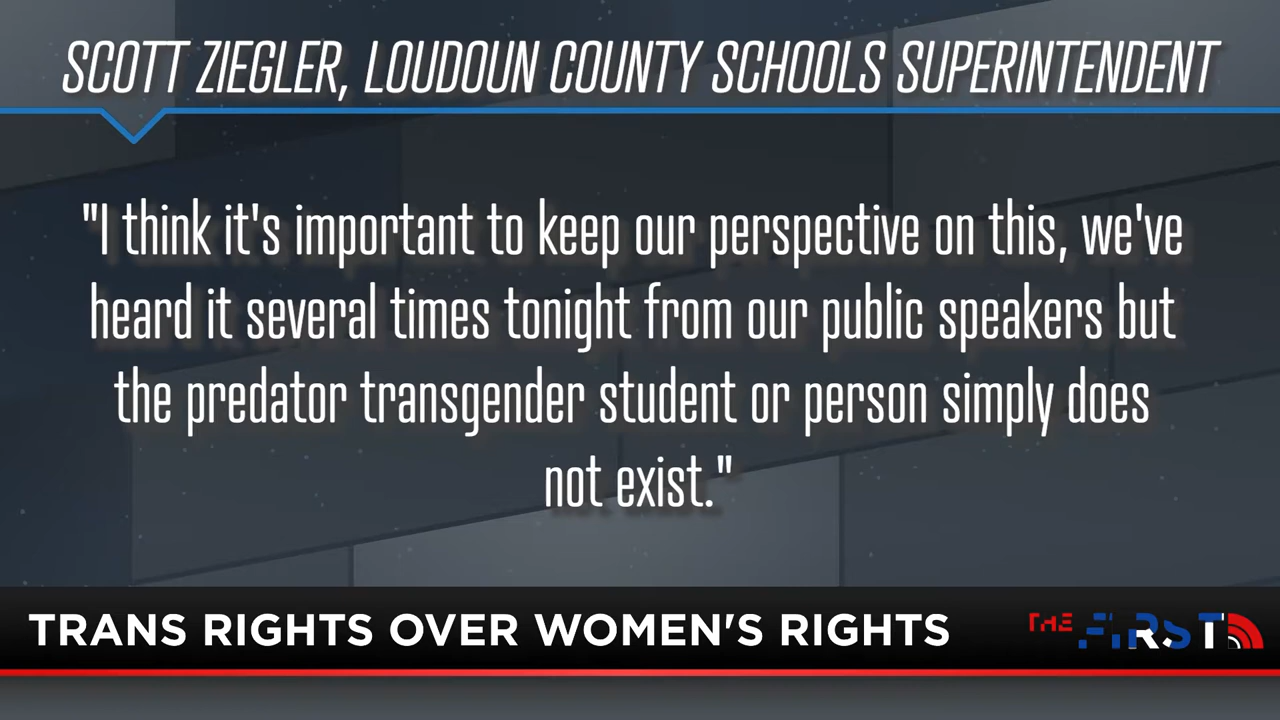 SCOTT ZIEGLER, LOUDOUN COUNTY SCHOOLS SUPERINTENDENT
"I think it's important to keep our perspective on this, we've
heard it several times tonight from our public speakers but
the predator transgender student or person simply does
not exist."
TRANS RIGHTS OVER WOMEN'S RIGHTS
THE FIRST